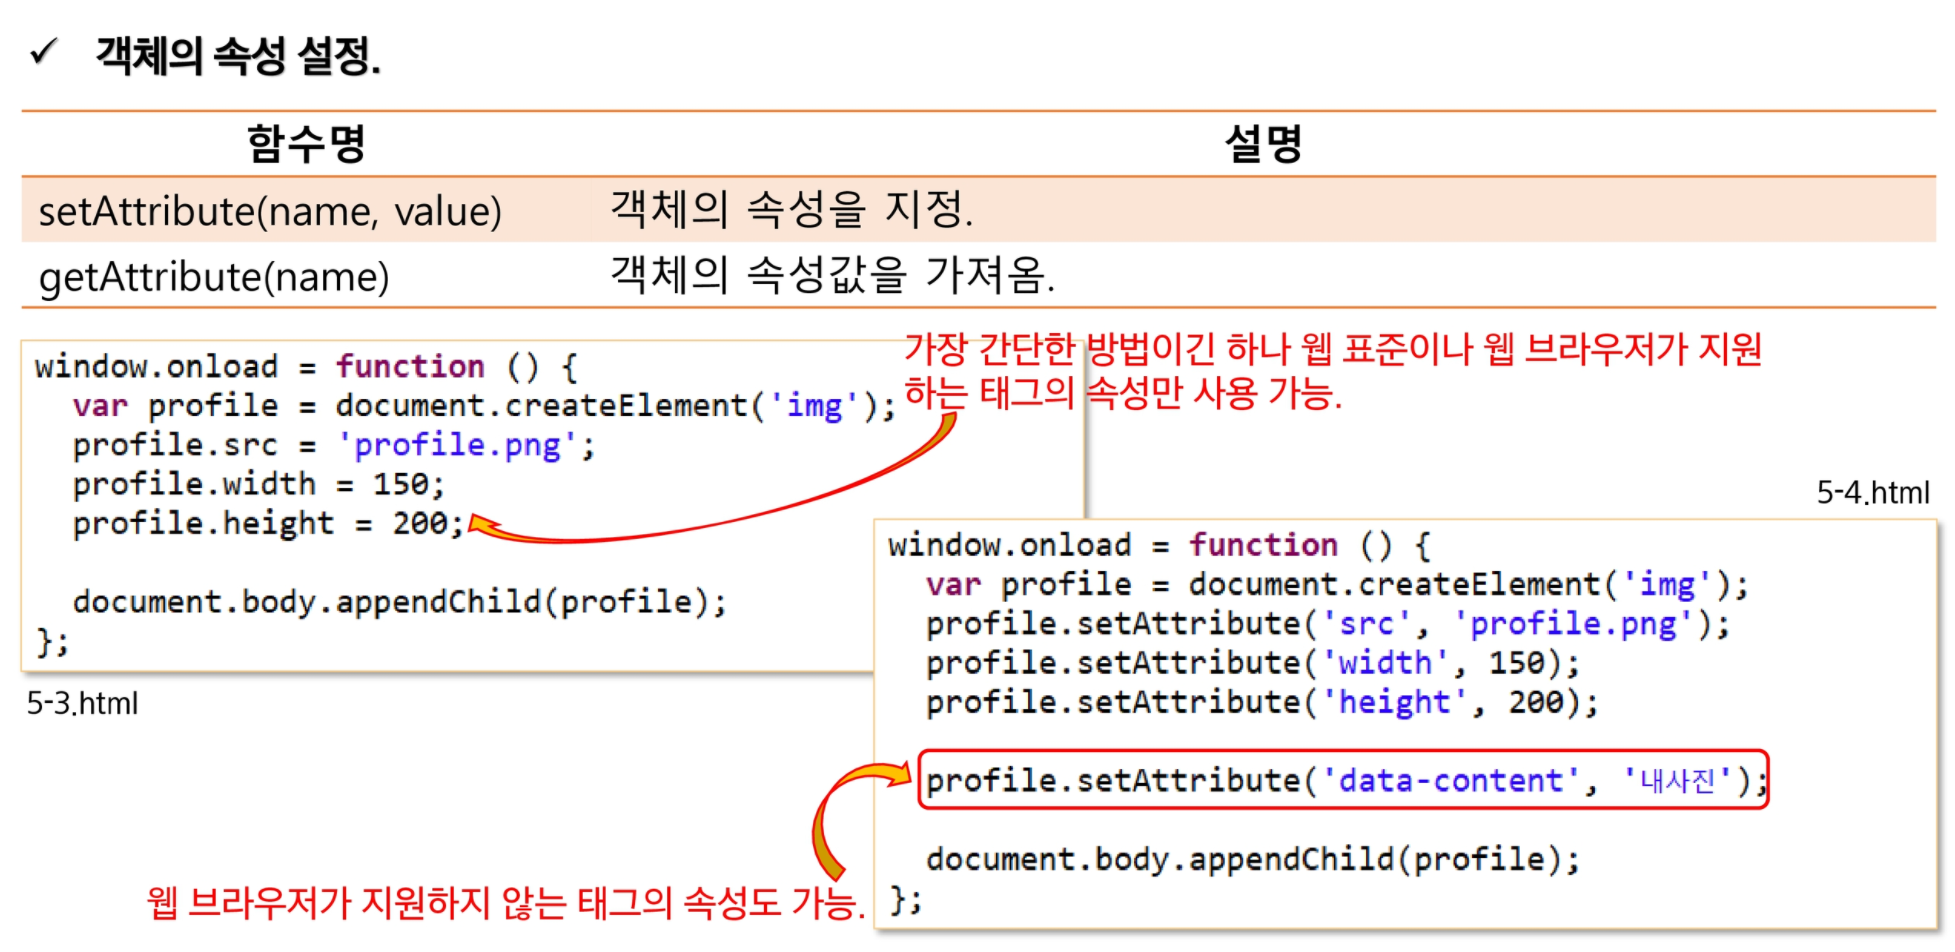 ✓ 객체의 속성 설정.
함수명 설명
setAttribute(name, value) 객체의 속성을 지정.
getAttribute(name) 객체의 속성값을 가져옴.
가장 간단한 방법이긴 하나 웹 표준이나 웹 브라우저가 지원
하는 태그의 속성만 사용 가능.
window.onload = function () {
  var profile = document.createElement('img');
  profile.src = 'profile.png';
  profile.width = 150;
  profile.height = 200;
  document.body.appendChild(profile);
};
5-3.html
5-4.html
window.onload = function () {
  var profile = document.createElement('img');
  profile.setAttribute('src', 'profile.png');
  profile.setAttribute('width', 150);
  profile.setAttribute('height', 200);
  profile.setAttribute('data-content', '내사진');
  document.body.appendChild(profile);
};
웹 브라우저가 지원하지 않는 태그의 속성도 가능.